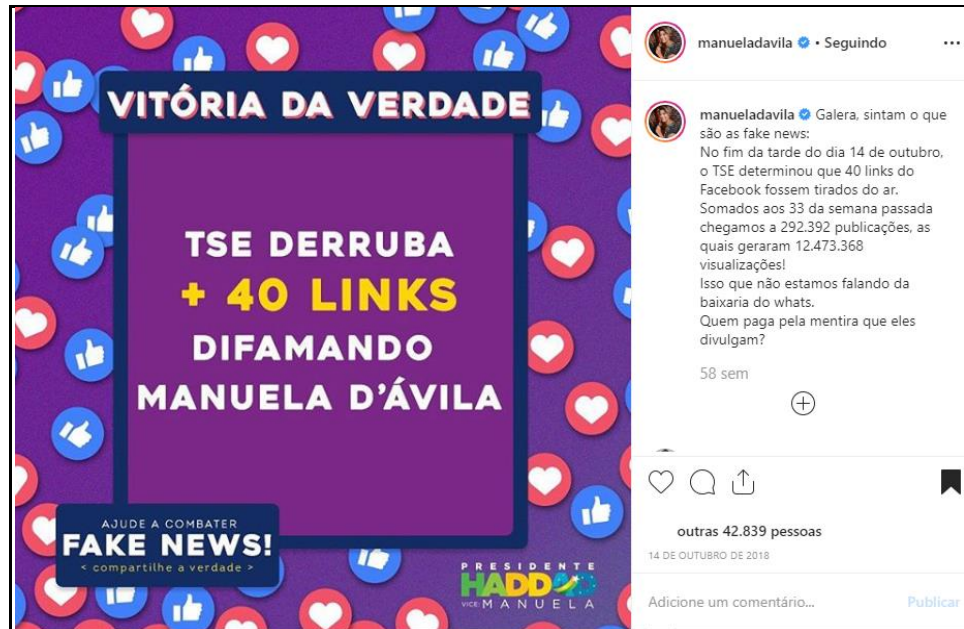 VITÓRIA DA VERDADE
TSE DERRUBA
+ 40 LINKS
DIFAMANDO
MANUELA D'ÁVILA
AJUDE A COMBATER
FAKE NEWS!
< compartilhe a verdade >
PRESIDENTE
HADDAD
VICE: MANUELA
manueladavila • Seguindo
...
manueladavila Galera, sintam o que
são as fake news:
No fim da tarde do dia 14 de outubro,
o TSE determinou que 40 links do
Facebook fossem tirados do ar.
Somados aos 33 da semana passada
chegamos a 292.392 publicações, as
quais geraram 12.473.368
visualizações!
Isso que não estamos falando da
baixaria do whats.
Quem paga pela mentira que eles
divulgam?
58 sem
outras 42.839 pessoas
14 DE OUTUBRO DE 2018
Adicione um comentário...
Publicar